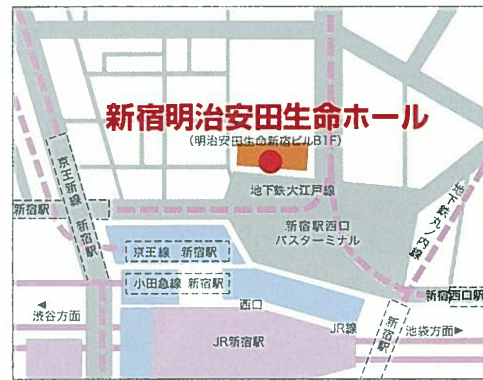 新宿明治安田生命ホール
(明治安田生命新宿ビルB1F)
地下鉄大江戸線
京王新線 新宿駅
新宿駅
新宿駅西口
バスターミナル
地下鉄丸ノ内線
京王線 新宿駅
小田急線 新宿駅
新宿西口駅
西口
◀
渋谷方面
JR新宿駅
JR線
新宿駅
池袋方面▶